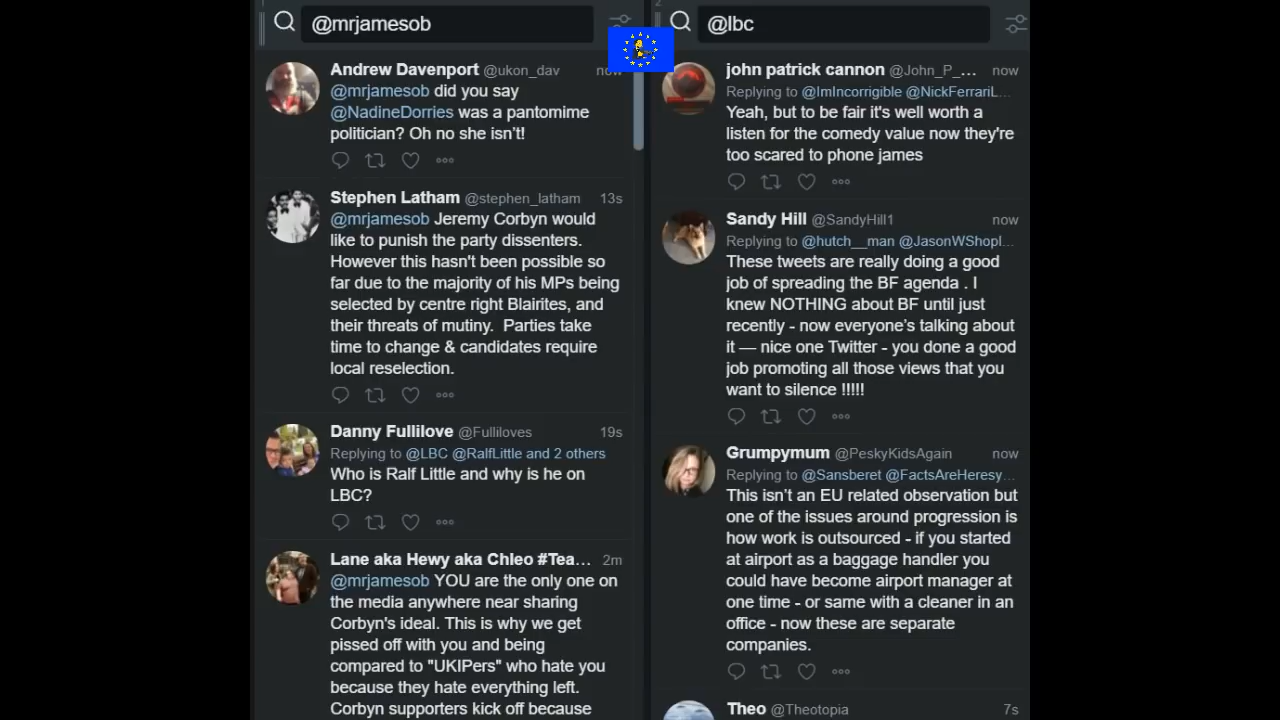 1
@mrjamesob
Andrew Davenport @ukon_dav now
@mrjamesob did you say
@NadineDorries was a pantomime
politician? Oh no she isn't!
Stephen Latham @stephen_latham 13s
@mrjamesob Jeremy Corbyn would
like to punish the party dissenters.
However this hasn't been possible so
far due to the majority of his MPs being
selected by centre right Blairites, and
their threats of mutiny. Parties take
time to change & candidates require
local reselection.
Danny Fullilove @Fulliloves 19s
Replying to @LBC @RalfLittle and 2 others
Who is Ralf Little and why is he on
LBC?
Lane aka Hewy aka Chleo #Tea... 2m
@mrjamesob YOU are the only one on
the media anywhere near sharing
Corbyn's ideal. This is why we get
pissed off with you and being
compared to "UKIPers" who hate you
because they hate everything left.
Corbyn supporters kick off because
2
@lbc
john patrick cannon @John_P_... now
Replying to @ImIncorrigible @NickFerrariL...
Yeah, but to be fair it's well worth a
listen for the comedy value now they're
too scared to phone james
Sandy Hill @SandyHill1 now
Replying to @hutch__man @JasonWShopl...
These tweets are really doing a good
job of spreading the BF agenda . I
knew NOTHING about BF until just
recently - now everyone's talking about
it — nice one Twitter - you done a good
job promoting all those views that you
want to silence !!!!!
Grumpymum @PeskyKidsAgain now
Replying to @Sansberet @FactsAreHeresy...
This isn't an EU related observation but
one of the issues around progression is
how work is outsourced - if you started
at airport as a baggage handler you
could have become airport manager at
one time - or same with a cleaner in an
office - now these are separate
companies.
Theo @Theotopia 7s